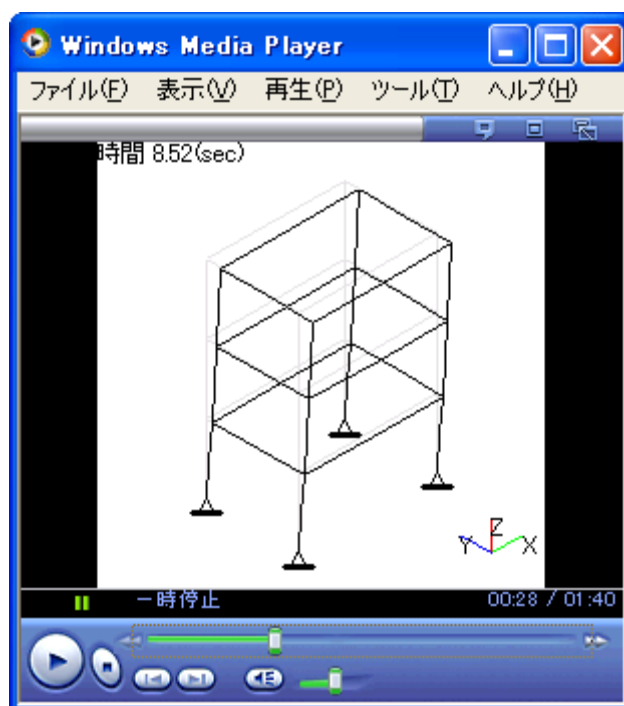 Windows Media Player
ファイル(F) 表示(V) 再生(P) ツール(T) ヘルプ(H)
時間 8.52(sec)
Z
Y X
一時停止 00:28 / 01:40